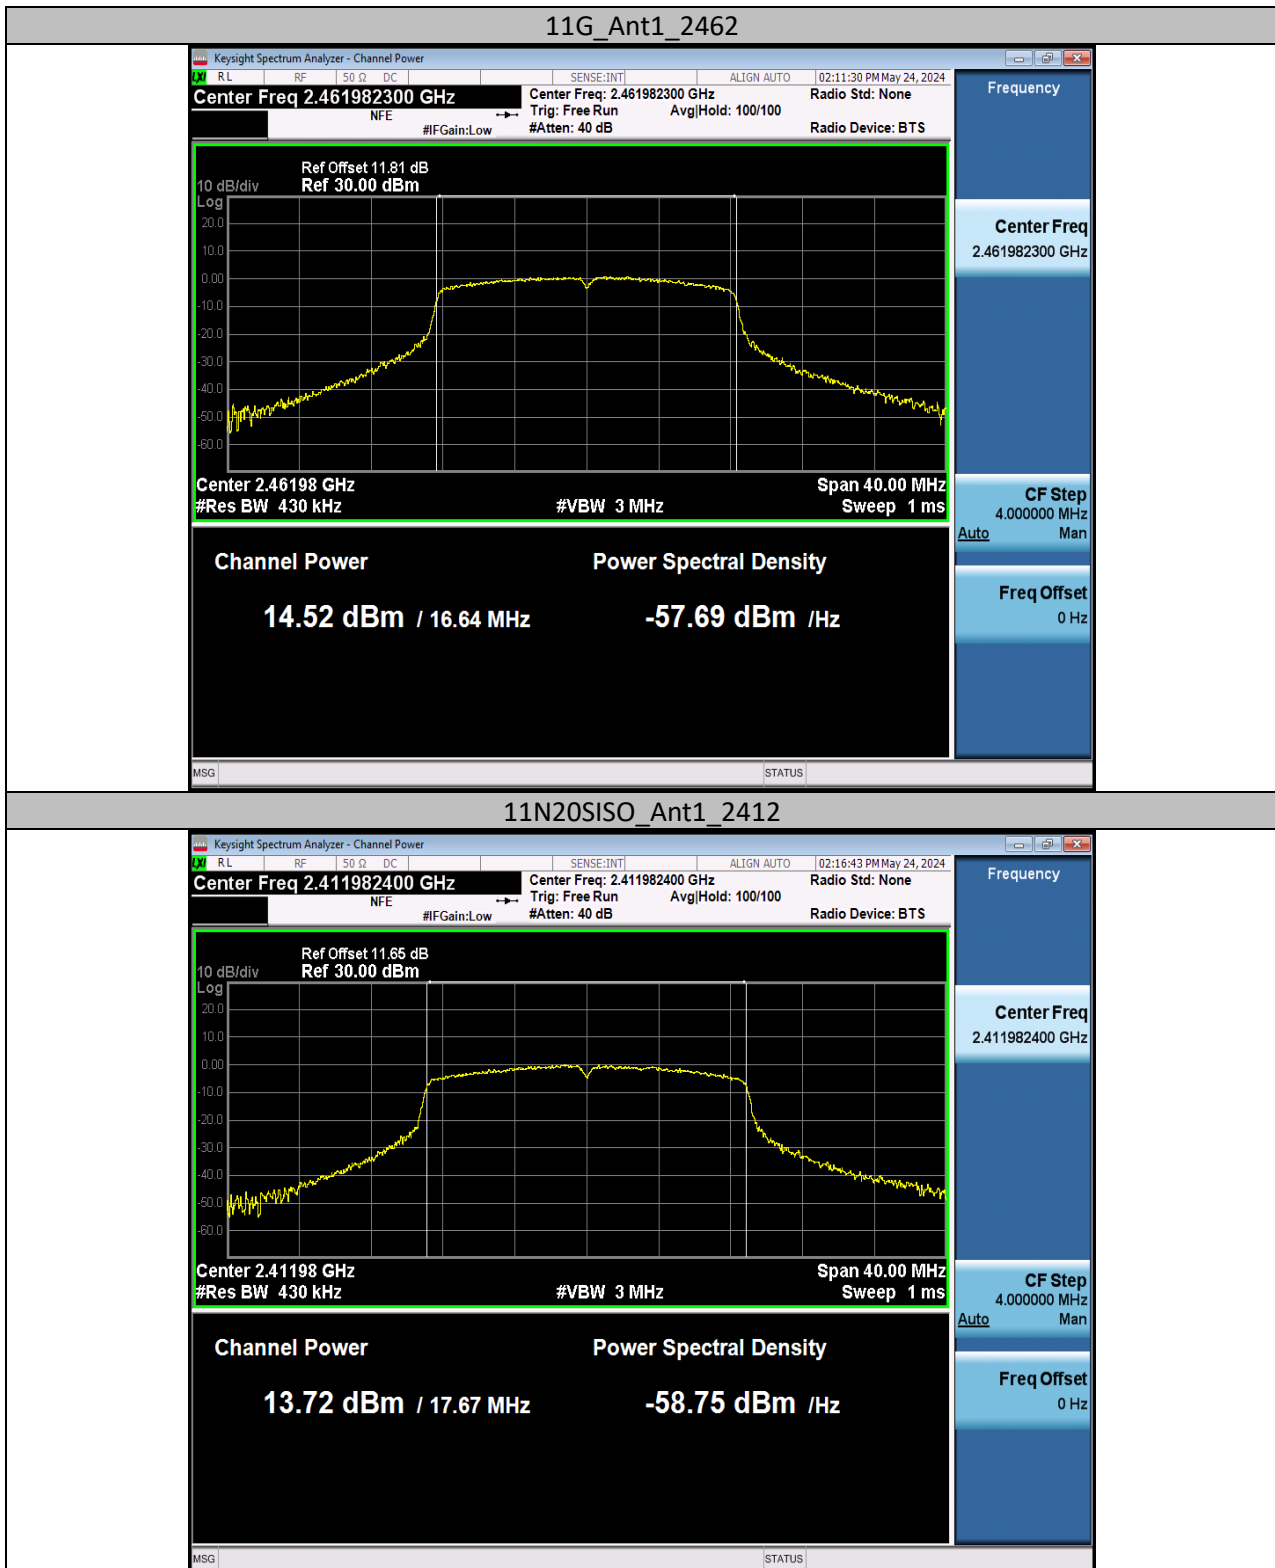 11G_Ant1_2462
Keysight Spectrum Analyzer - Channel Power
LXI RL RF 50 Ω DC SENSE:INT ALIGN AUTO 02:11:30 PM May 24, 2024
Center Freq 2.461982300 GHz
Center Freq: 2.461982300 GHz
Radio Std: None
NFE
Trig: Free Run Avg|Hold: 100/100
#IFGain:Low
#Atten: 40 dB
Radio Device: BTS
Ref Offset 11.81 dB
10 dB/div Ref 30.00 dBm
Log
20.0
10.0
0.00
-10.0
-20.0
-30.0
-40.0
-50.0
-60.0
Center 2.46198 GHz Span 40.00 MHz
#Res BW 430 kHz #VBW 3 MHz Sweep 1 ms
Channel Power Power Spectral Density
14.52 dBm / 16.64 MHz -57.69 dBm /Hz
MSG STATUS
Frequency
Center Freq
2.461982300 GHz
CF Step
4.000000 MHz
Auto Man
Freq Offset
0 Hz
11N20SISO_Ant1_2412
Keysight Spectrum Analyzer - Channel Power
LXI RL RF 50 Ω DC SENSE:INT ALIGN AUTO 02:16:43 PM May 24, 2024
Center Freq 2.411982400 GHz
Center Freq: 2.411982400 GHz
Radio Std: None
NFE
Trig: Free Run Avg|Hold: 100/100
#IFGain:Low
#Atten: 40 dB
Radio Device: BTS
Ref Offset 11.65 dB
10 dB/div Ref 30.00 dBm
Log
20.0
10.0
0.00
-10.0
-20.0
-30.0
-40.0
-50.0
-60.0
Center 2.41198 GHz Span 40.00 MHz
#Res BW 430 kHz #VBW 3 MHz Sweep 1 ms
Channel Power Power Spectral Density
13.72 dBm / 17.67 MHz -58.75 dBm /Hz
MSG STATUS
Frequency
Center Freq
2.411982400 GHz
CF Step
4.000000 MHz
Auto Man
Freq Offset
0 Hz